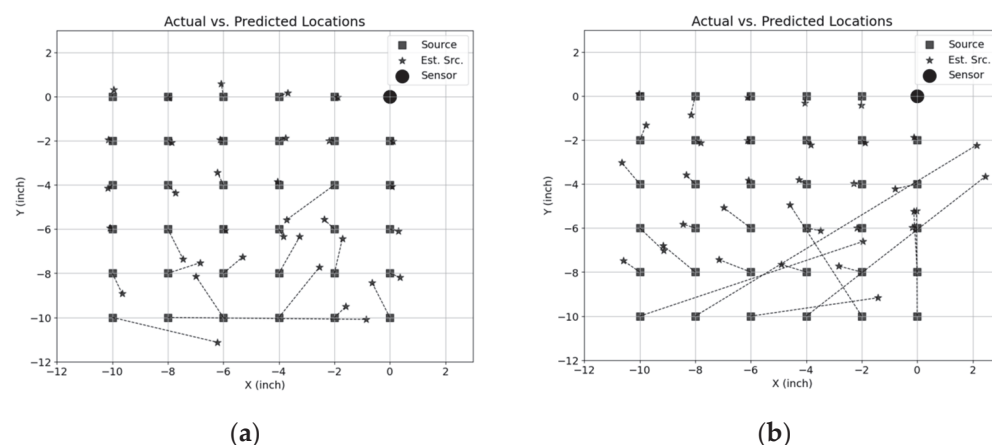 Actual vs. Predicted Locations
Source
Est. Src.
Sensor
2
0
−2
−4
−6
−8
−10
−12
Y (inch)
−12 −10 −8 −6 −4 −2 0 2
X (inch)
(a)
Actual vs. Predicted Locations
Source
Est. Src.
Sensor
2
0
−2
−4
−6
−8
−10
−12
Y (inch)
−12 −10 −8 −6 −4 −2 0 2
X (inch)
(b)